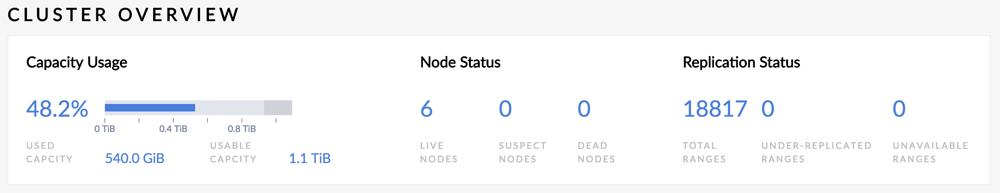 CLUSTER OVERVIEW
Capacity Usage
48.2%
0 TiB 0.4 TiB 0.8 TiB
USED
CAPCITY
540.0 GiB
USABLE
CAPCITY
1.1 TiB
Node Status
6
LIVE
NODES
0
SUSPECT
NODES
0
DEAD
NODES
Replication Status
18817
TOTAL
RANGES
0
UNDER-REPLICATED
RANGES
0
UNAVAILABLE
RANGES